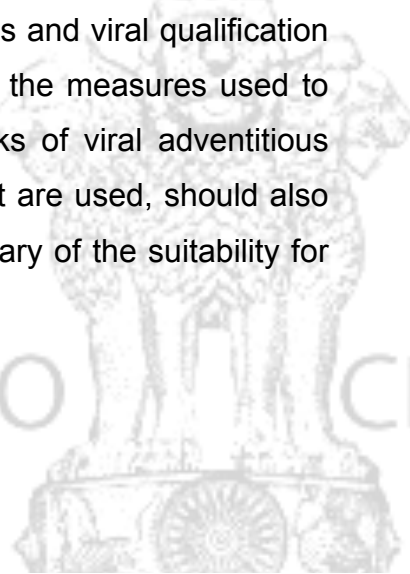 s and viral qualification
the measures used to
ks of viral adventitious
t are used, should also
ary of the suitability for
O C